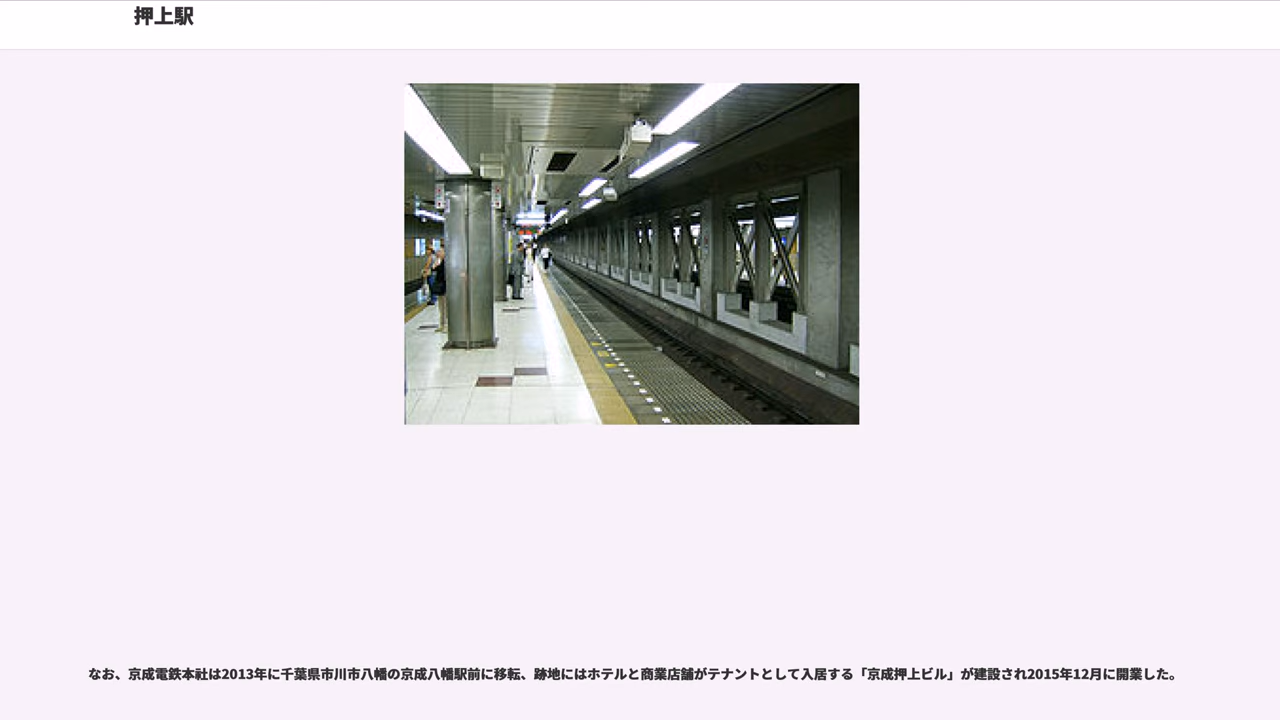 押上駅
なお、京成電鉄本社は2013年に千葉県市川市八幡の京成八幡駅前に移転、跡地にはホテルと商業店舗がテナントとして入居する「京成押上ビル」が建設され2015年12月に開業した。